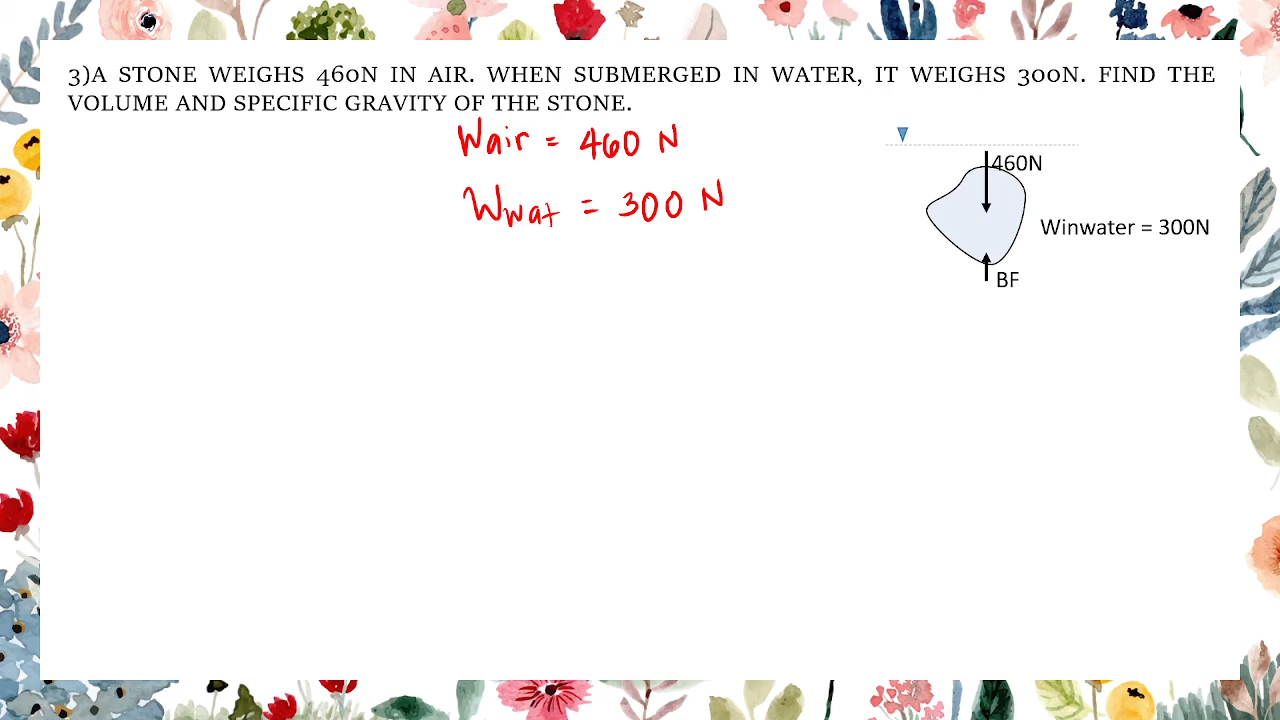 3)A STONE WEIGHS 460N IN AIR. WHEN SUBMERGED IN WATER, IT WEIGHS 300N. FIND THE
VOLUME AND SPECIFIC GRAVITY OF THE STONE.
Wair = 460 N
Wwat = 300 N
460N
Winwater = 300N
BF